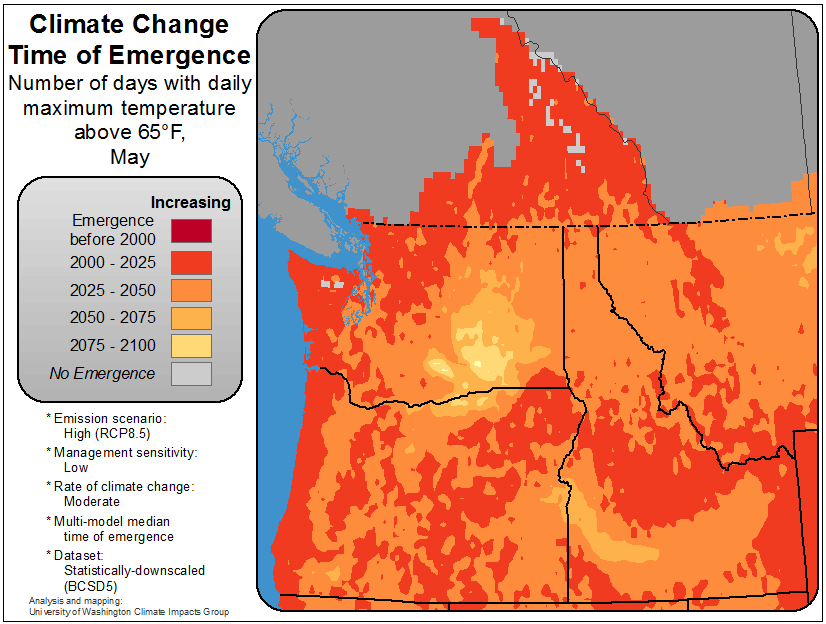 Climate Change
Time of Emergence
Number of days with daily
maximum temperature
above 65°F,
May
Increasing
Emergence
before 2000
2000 - 2025
2025 - 2050
2050 - 2075
2075 - 2100
No Emergence
* Emission scenario:
High (RCP8.5)
* Management sensitivity:
Low
* Rate of climate change:
Moderate
* Multi-model median
time of emergence
* Dataset:
Statistically-downscaled
(BCSD5)
Analysis and mapping:
University of Washington Climate Impacts Group